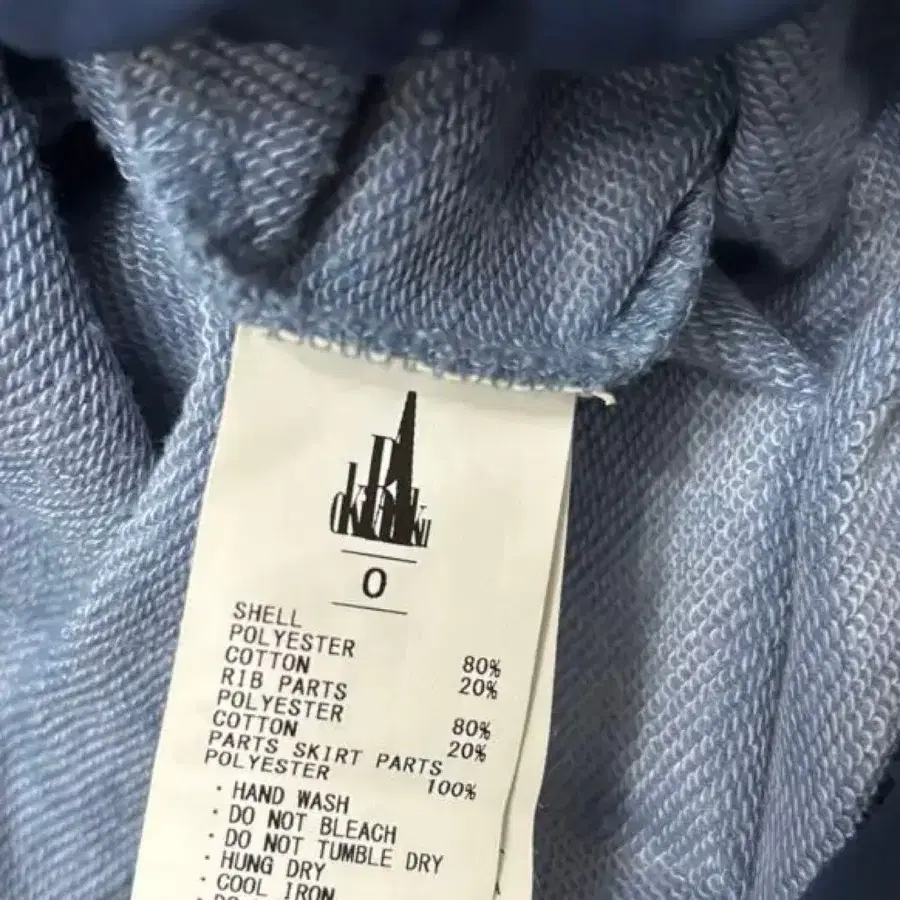 0
SHELL
POLYESTER 80%
COTTON 20%
RIB PARTS
POLYESTER 80%
COTTON 20%
PARTS SKIRT PARTS
POLYESTER 100%
· HAND WASH
· DO NOT BLEACH
· DO NOT TUMBLE DRY
· HUNG DRY
· COOL IRON